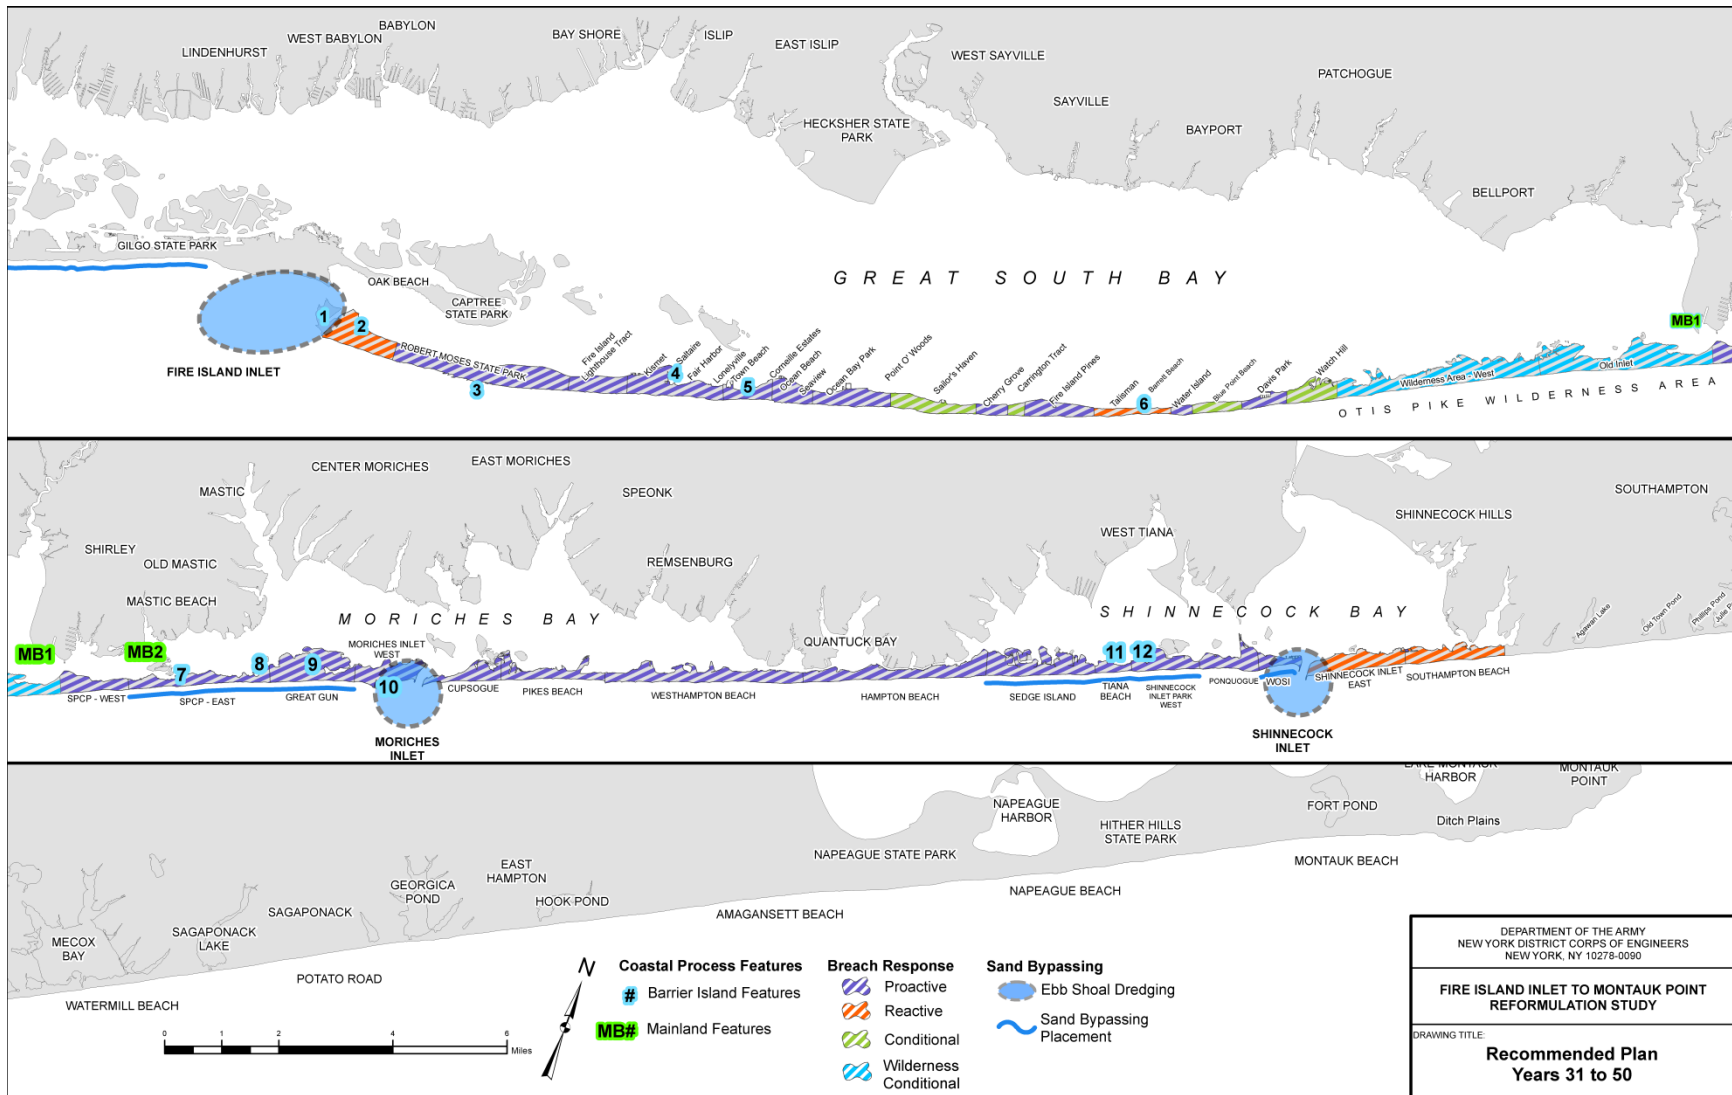 LINDENHURST
WEST BABYLON
BABYLON
BAY SHORE
ISLIP
EAST ISLIP
WEST SAYVILLE
HECKSHER STATE
PARK
SAYVILLE
BAYPORT
PATCHOGUE
BELLPORT
GILGO STATE PARK
OAK BEACH
CAPTREE
STATE PARK
GREAT SOUTH BAY
FIRE ISLAND INLET
1
2
3
4
5
6
MB1
ROBERT MOSES STATE PARK
Fire Island
Lighthouse Tract
Kismet
Saltaire
Fair Harbor
Lonelyville
Town Beach
Corneille Estates
Ocean Beach
Seaview
Ocean Bay Park
Point O' Woods
Sailor's Haven
Cherry Grove
Carrington Tract
Fire Island Pines
Talisman
Barrett Beach
Water Island
Blue Point Beach
Davis Park
Watch Hill
Wilderness Area - West
Old Inlet
OTIS PIKE WILDERNESS AREA
SHIRLEY
MASTIC
OLD MASTIC
MASTIC BEACH
CENTER MORICHES
EAST MORICHES
SPEONK
REMSENBURG
MORICHES BAY
QUANTUCK BAY
WEST TIANA
SHINNECOCK BAY
SHINNECOCK HILLS
SOUTHAMPTON
Agawan Lake
Old Town Pond
Phillips Pond
MB1
MB2
7
8
9
10
11
12
MORICHES INLET
WEST
SPCP - WEST
SPCP - EAST
GREAT GUN
MORICHES
INLET
CUPSOGUE
PIKES BEACH
WESTHAMPTON BEACH
HAMPTON BEACH
SEDGE ISLAND
TIANA
BEACH
SHINNECOCK
INLET PARK
WEST
PONQUOGUE
WOSI
SHINNECOCK
INLET
SHINNECOCK INLET
EAST
SOUTHAMPTON BEACH
MECOX
BAY
SAGAPONACK
LAKE
SAGAPONACK
GEORGICA
POND
EAST
HAMPTON
HOOK POND
WATERMILL BEACH
POTATO ROAD
AMAGANSETT BEACH
NAPEAGUE STATE PARK
NAPEAGUE
HARBOR
NAPEAGUE BEACH
HITHER HILLS
STATE PARK
MONTAUK BEACH
FORT POND
LAKE MONTAUK
HARBOR
Ditch Plains
MONTAUK
POINT
0 1 2 4 6
Miles
N
Coastal Process Features
# Barrier Island Features
MB# Mainland Features
Breach Response
Proactive
Reactive
Conditional
Wilderness
Conditional
Sand Bypassing
Ebb Shoal Dredging
Sand Bypassing
Placement
DEPARTMENT OF THE ARMY
NEW YORK DISTRICT CORPS OF ENGINEERS
NEW YORK, NY 10278-0090
FIRE ISLAND INLET TO MONTAUK POINT
REFORMULATION STUDY
DRAWING TITLE:
Recommended Plan
Years 31 to 50